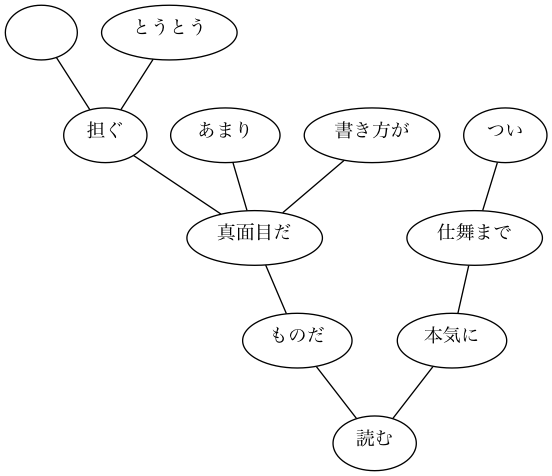 とうとう
担ぐ
あまり
書き方が
つい
真面目だ
仕舞まで
ものだ
本気に
読む